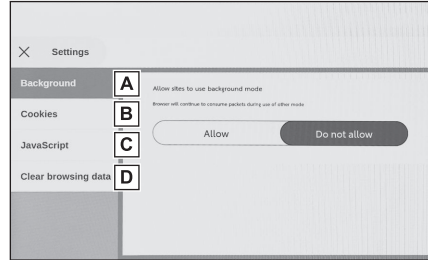 Settings
Background
A
Allow sites to use background mode
Browser will continue to consume packets during use of other mode
Cookies
B
Allow
Do not allow
JavaScript
C
Clear browsing data
D